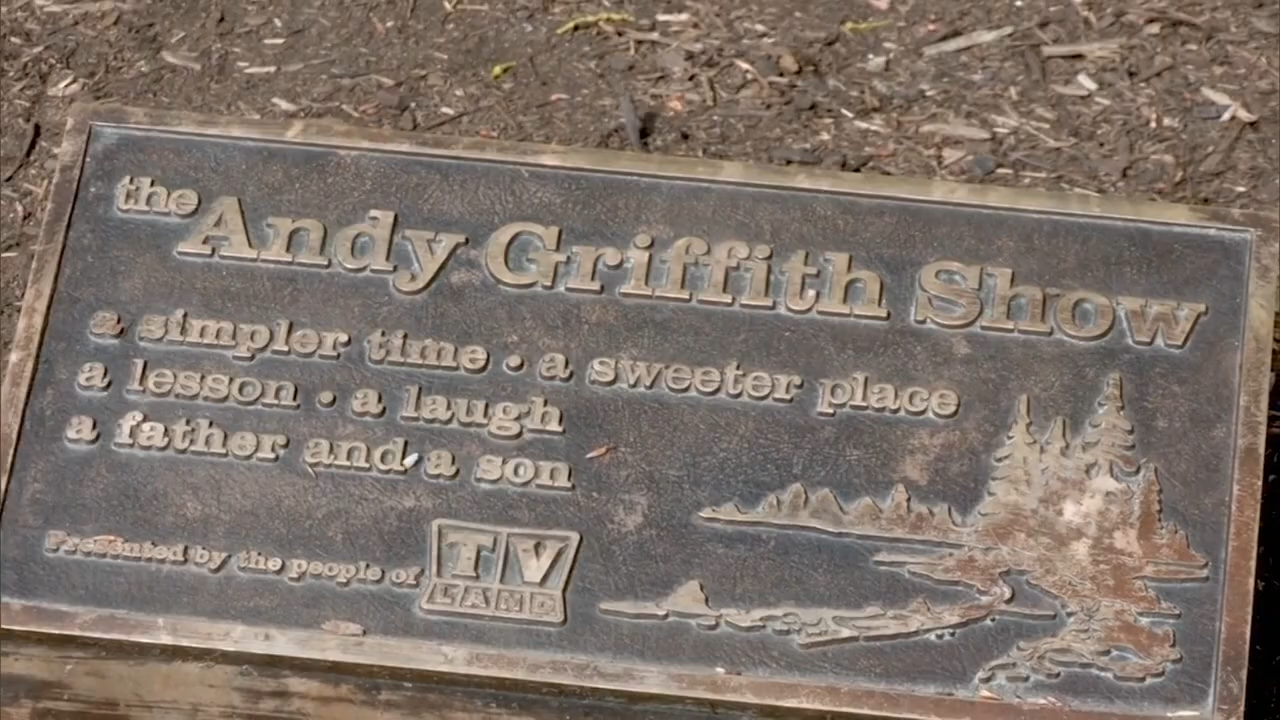 the Andy Griffith Show
a simpler time • a sweeter place
a lesson • a laugh
a father and a son
Presented by the people of TV LAND